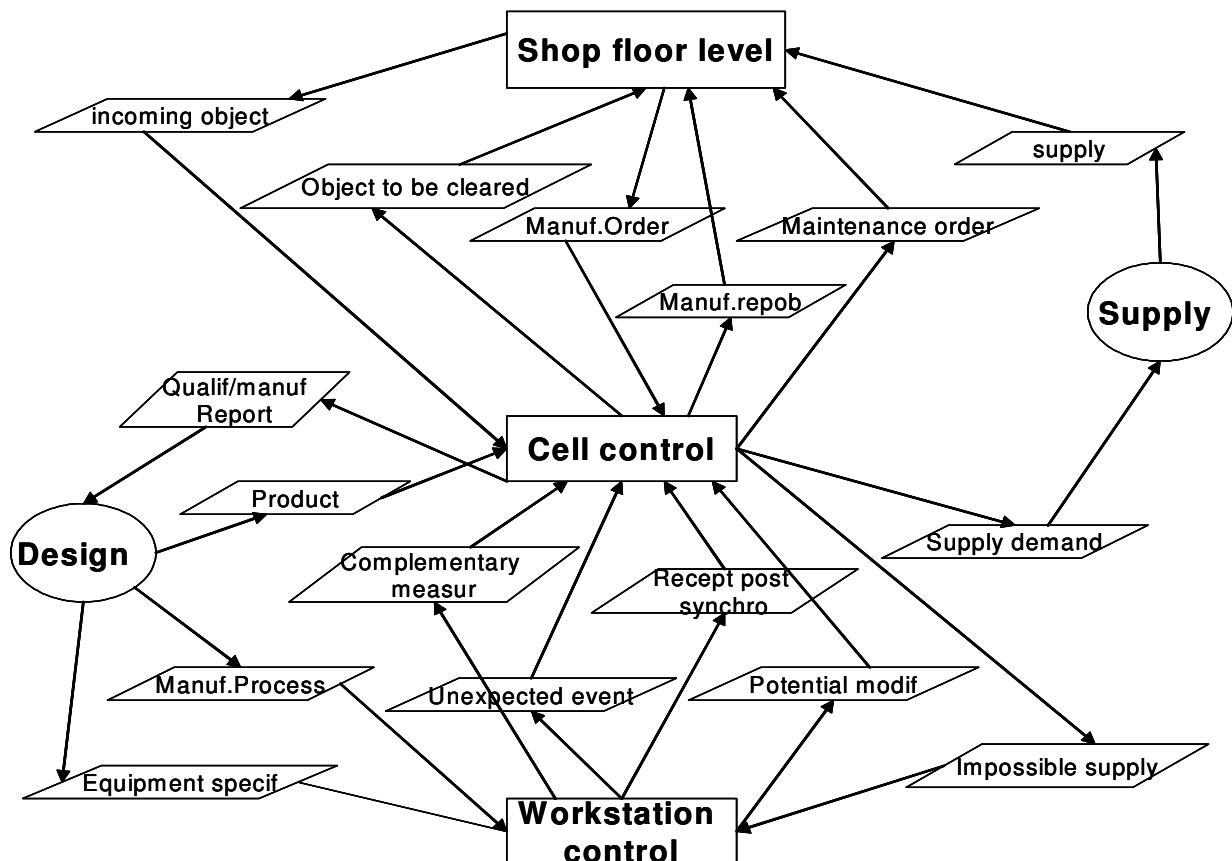 Shop floor level
incoming object
supply
Object to be cleared
Manuf.Order
Maintenance order
Manuf.repob
Supply
Qualif/manuf
Report
Cell control
Product
Design
Supply demand
Complementary
measur
Recept post
synchro
Manuf.Process
Unexpected event
Potential modif
Equipment specif
Impossible supply
Workstation
control